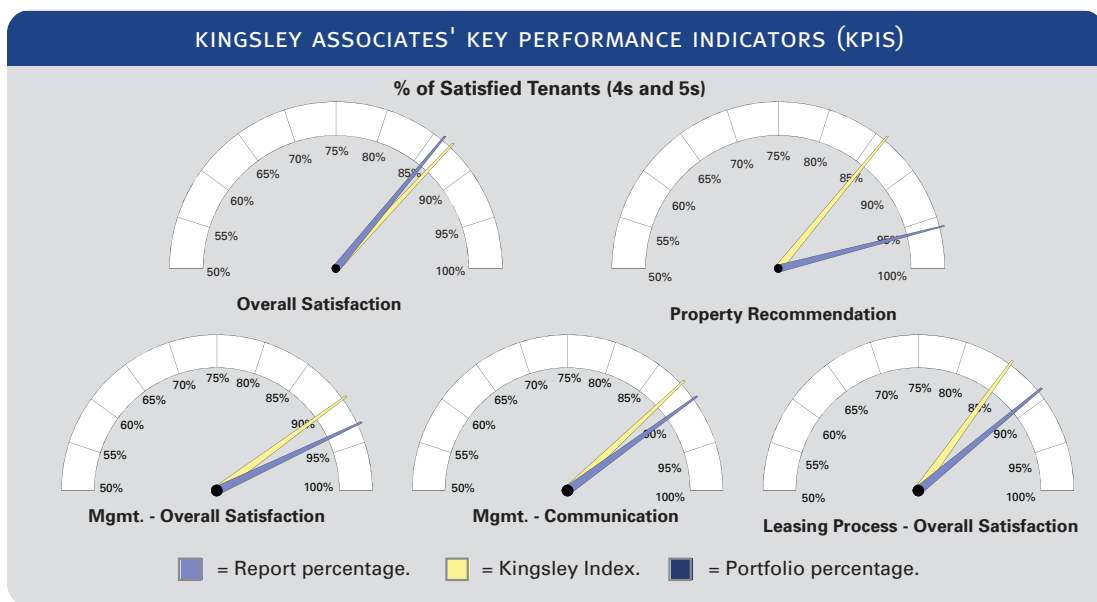 KINGSLEY ASSOCIATES' KEY PERFORMANCE INDICATORS (KPIS)
% of Satisfied Tenants (4s and 5s)
50% 55% 60% 65% 70% 75% 80% 85% 90% 95% 100%
Overall Satisfaction
50% 55% 60% 65% 70% 75% 80% 85% 90% 95% 100%
Property Recommendation
50% 55% 60% 65% 70% 75% 80% 85% 90% 95% 100%
Mgmt. - Overall Satisfaction
50% 55% 60% 65% 70% 75% 80% 85% 90% 95% 100%
Mgmt. - Communication
50% 55% 60% 65% 70% 75% 80% 85% 90% 95% 100%
Leasing Process - Overall Satisfaction
= Report percentage.
= Kingsley Index.
= Portfolio percentage.